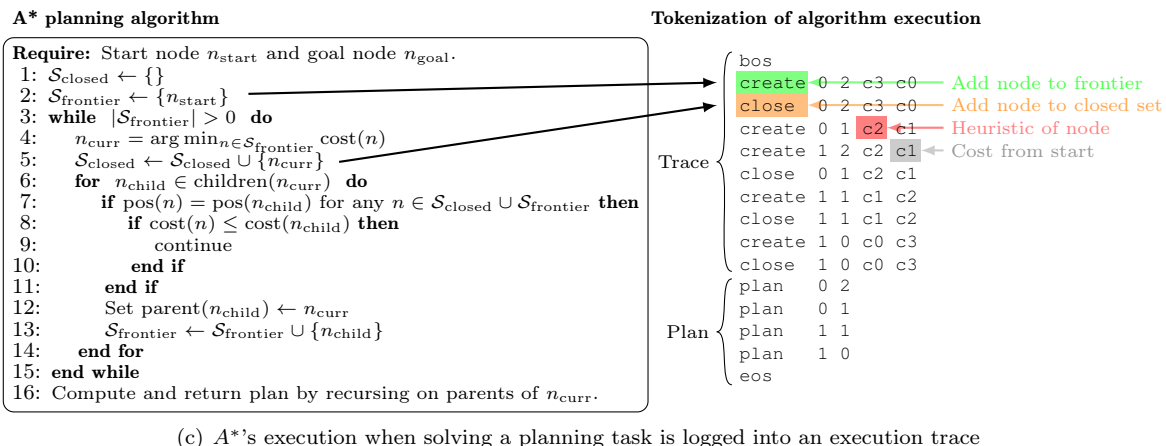 A* planning algorithm
Require: Start node n_start and goal node n_goal.
1: S_closed ← {}
2: S_frontier ← {n_start}
3: while |S_frontier| > 0 do
4: n_curr = arg min_{n∈S_frontier} cost(n)
5: S_closed ← S_closed ∪ {n_curr}
6: for n_child ∈ children(n_curr) do
7: if pos(n) = pos(n_child) for any n ∈ S_closed ∪ S_frontier then
8: if cost(n) ≤ cost(n_child) then
9: continue
10: end if
11: end if
12: Set parent(n_child) ← n_curr
13: S_frontier ← S_frontier ∪ {n_child}
14: end for
15: end while
16: Compute and return plan by recursing on parents of n_curr.
Tokenization of algorithm execution
Trace
bos
create 0 2 c3 c0 Add node to frontier
close 0 2 c3 c0 Add node to closed set
create 0 1 c2 c1 Heuristic of node
create 1 2 c2 c1 Cost from start
close 0 1 c2 c1
create 1 1 c1 c2
close 1 1 c1 c2
create 1 0 c0 c3
close 1 0 c0 c3
Plan
plan 0 2
plan 0 1
plan 1 1
plan 1 0
eos
(c) A*'s execution when solving a planning task is logged into an execution trace